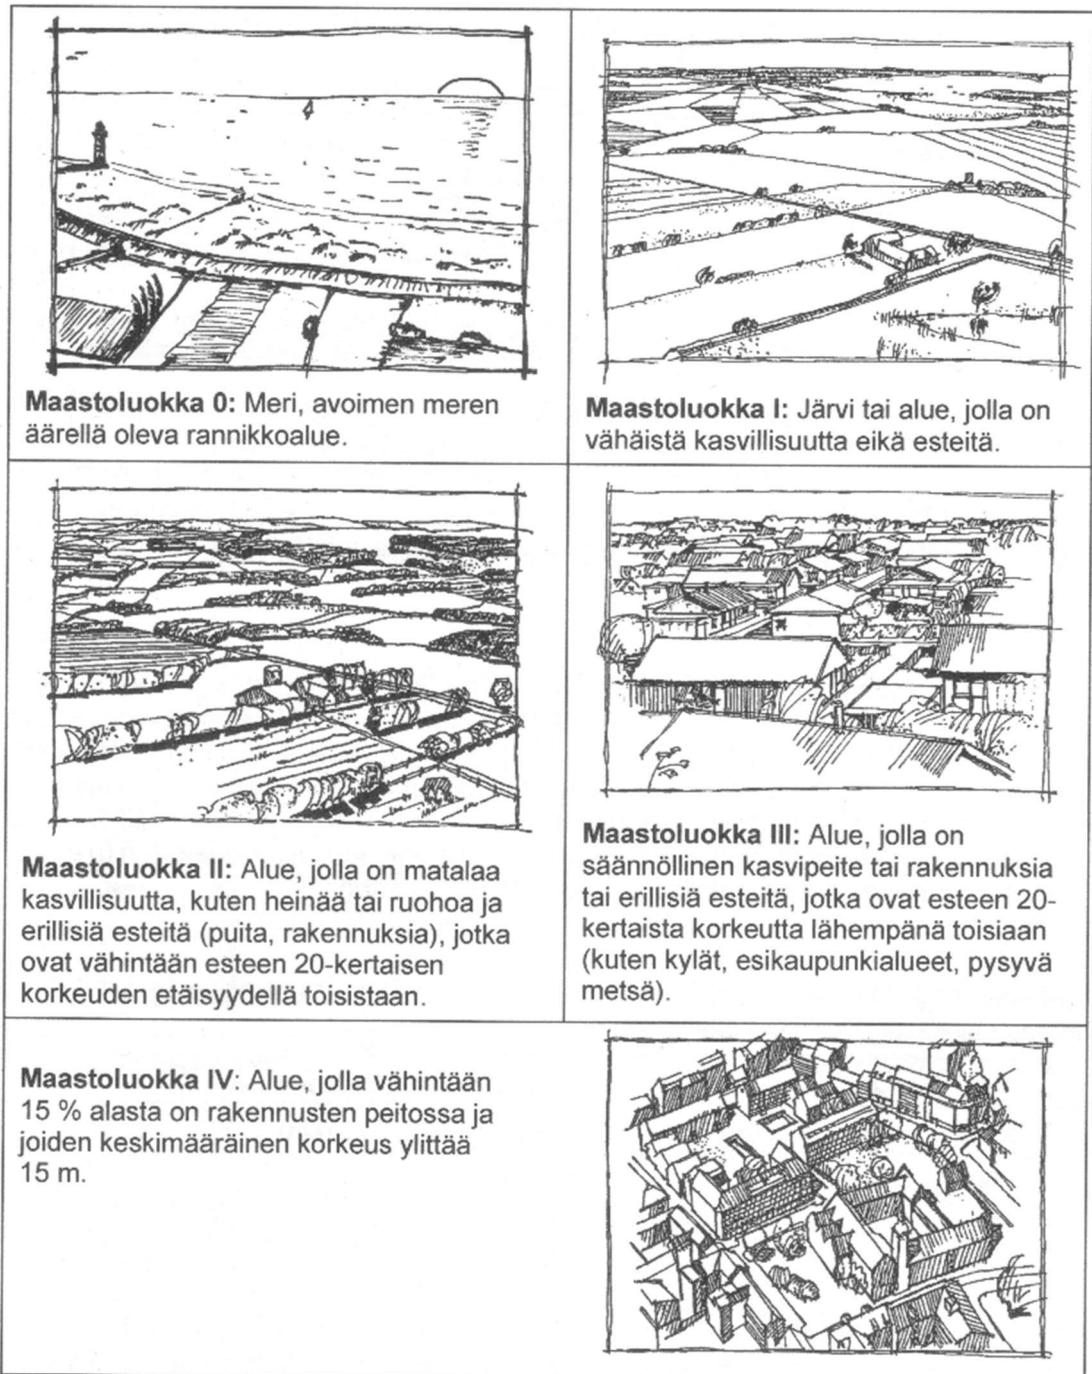 Maastoluokka 0: Meri, avoimen meren
äärellä oleva rannikkoalue.
Maastoluokka I: Järvi tai alue, jolla on
vähäistä kasvillisuutta eikä esteitä.
Maastoluokka II: Alue, jolla on matalaa
kasvillisuutta, kuten heinää tai ruohoa ja
erillisiä esteitä (puita, rakennuksia), jotka
ovat vähintään esteen 20-kertaisen
korkeuden etäisyydellä toisistaan.
Maastoluokka III: Alue, jolla on
säännöllinen kasvipeite tai rakennuksia
tai erillisiä esteitä, jotka ovat esteen 20-
kertaista korkeutta lähempänä toisiaan
(kuten kylät, esikaupunkialueet, pysyvä
metsä).
Maastoluokka IV: Alue, jolla vähintään
15 % alasta on rakennusten peitossa ja
joiden keskimääräinen korkeus ylittää
15 m.